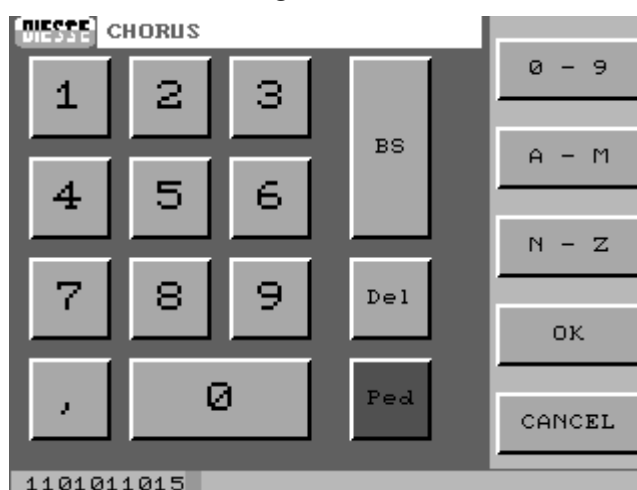 DIESSE CHORUS
1 2 3 BS
4 5 6
7 8 9 Del
, 0 Ped
0 - 9
A - M
N - Z
OK
CANCEL
1101011015